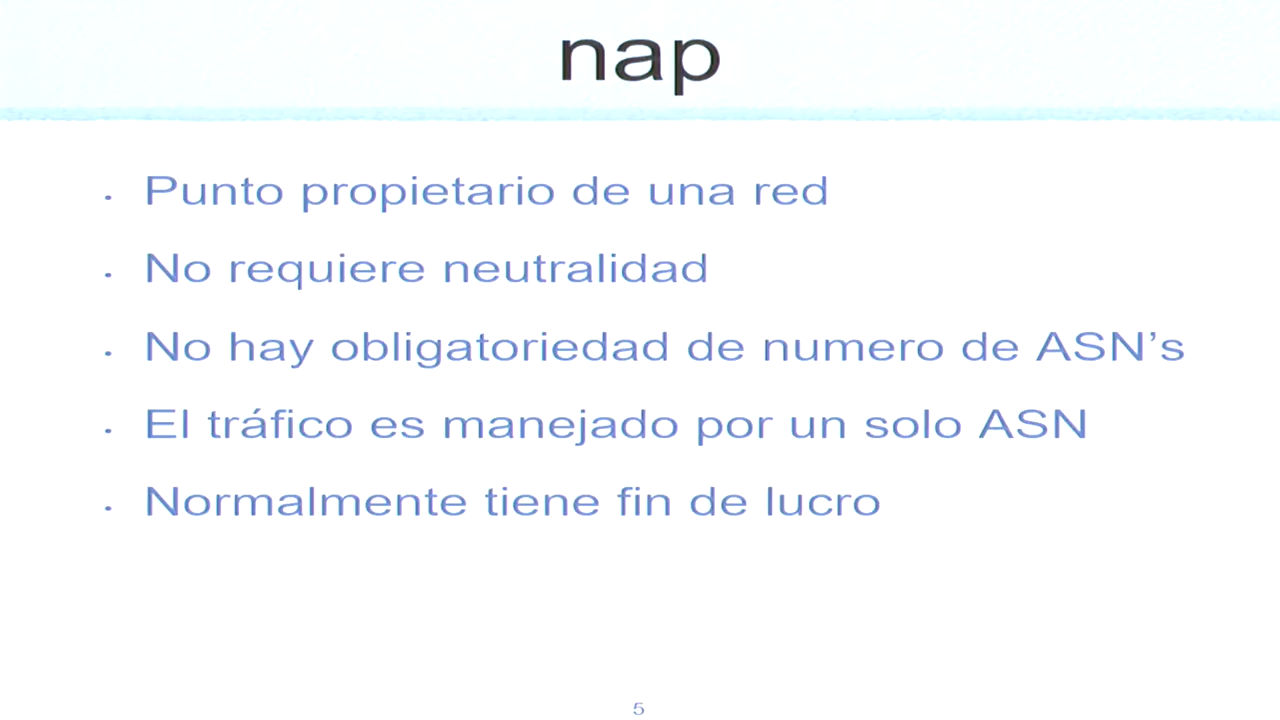 nap
• Punto propietario de una red
• No requiere neutralidad
• No hay obligatoriedad de numero de ASN’s
• El tráfico es manejado por un solo ASN
• Normalmente tiene fin de lucro
5